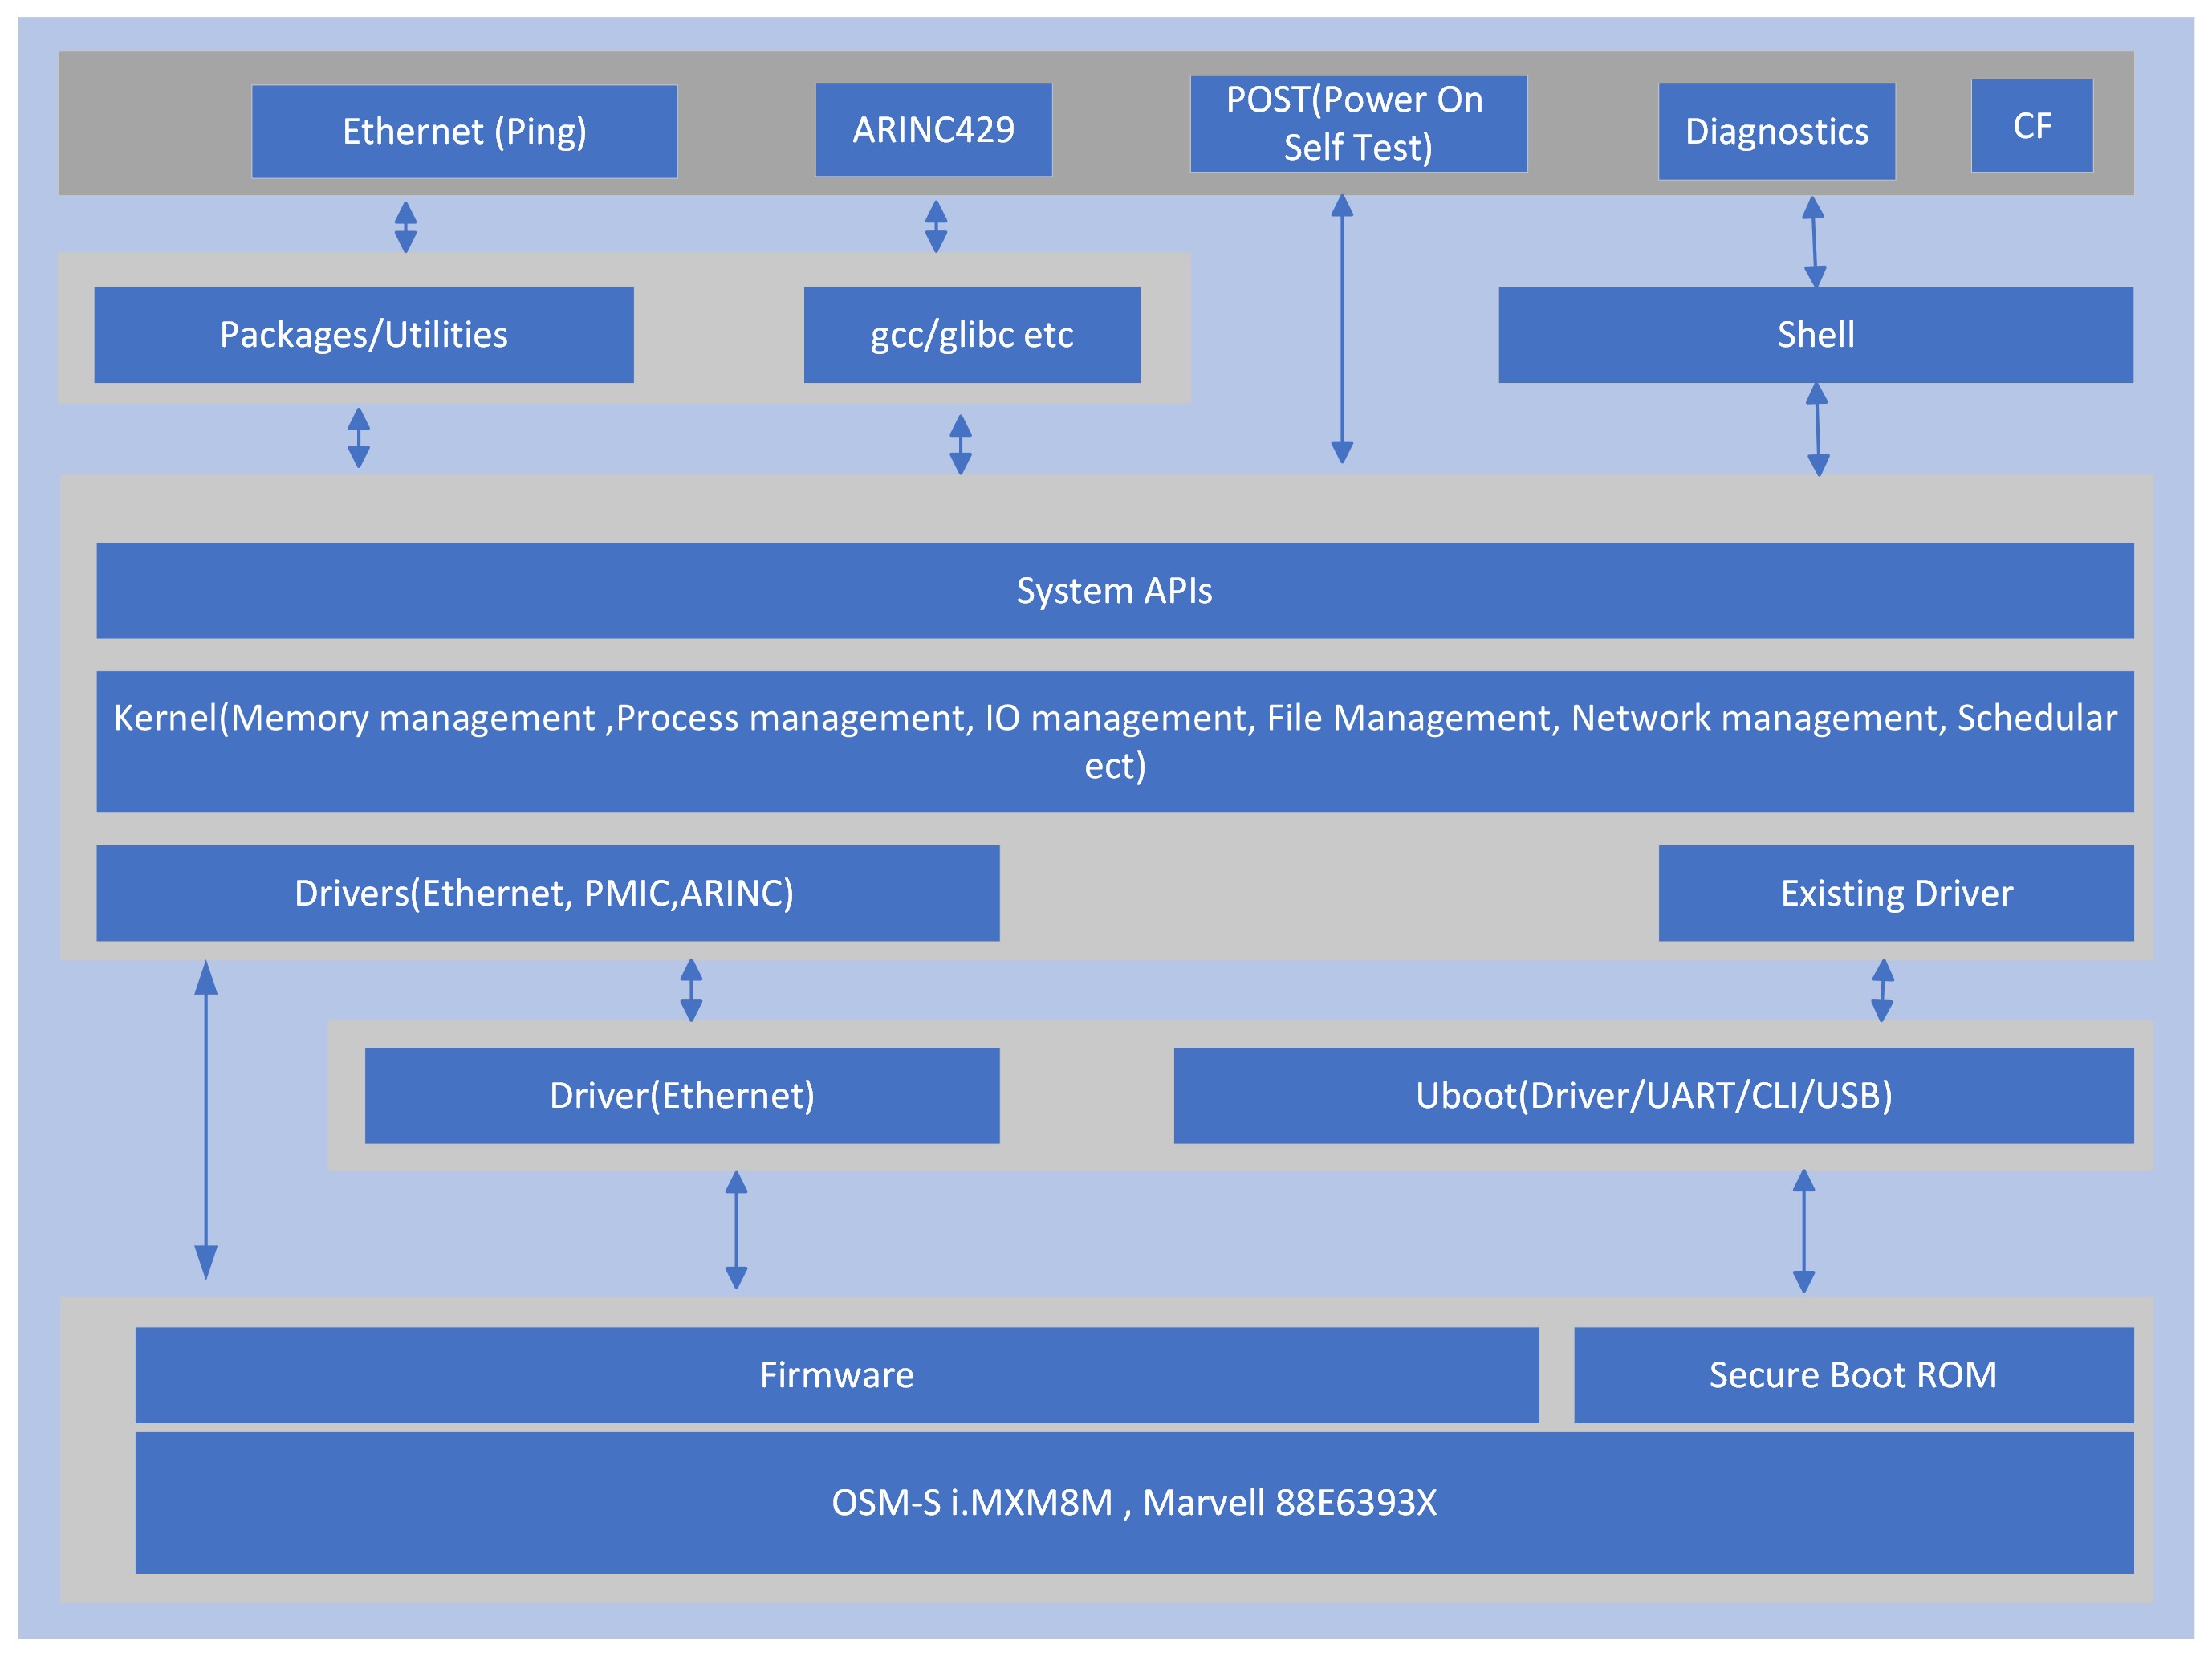 Ethernet (Ping)
ARINC429
POST(Power On
Self Test)
Diagnostics
CF
Packages/Utilities
gcc/glibc etc
Shell
System APIs
Kernel(Memory management ,Process management, IO management, File Management, Network management, Schedular
ect)
Drivers(Ethernet, PMIC,ARINC)
Existing Driver
Driver(Ethernet)
Uboot(Driver/UART/CLI/USB)
Firmware
Secure Boot ROM
OSM-S i.MXM8M , Marvell 88E6393X